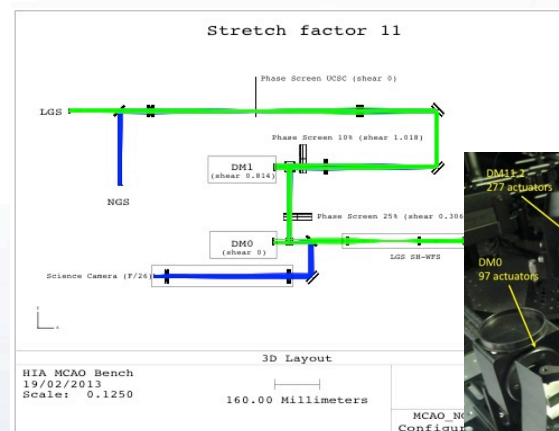 Stretch factor 11
Phase Screen UCSC (shear 0)
LGS
Phase Screen 10% (shear 1.018)
DM1
(shear 0.814)
NGS
Phase Screen 25% (shear 0.306
DM0
(shear 0)
LGS SH-WFS
Science Camera (F/26)
DM11.2
277 actuators
DM0
97 actuators
3D Layout
HIA MCAO Bench
19/02/2013
Scale: 0.1250
160.00 Millimeters
MCAO_NG
Configur